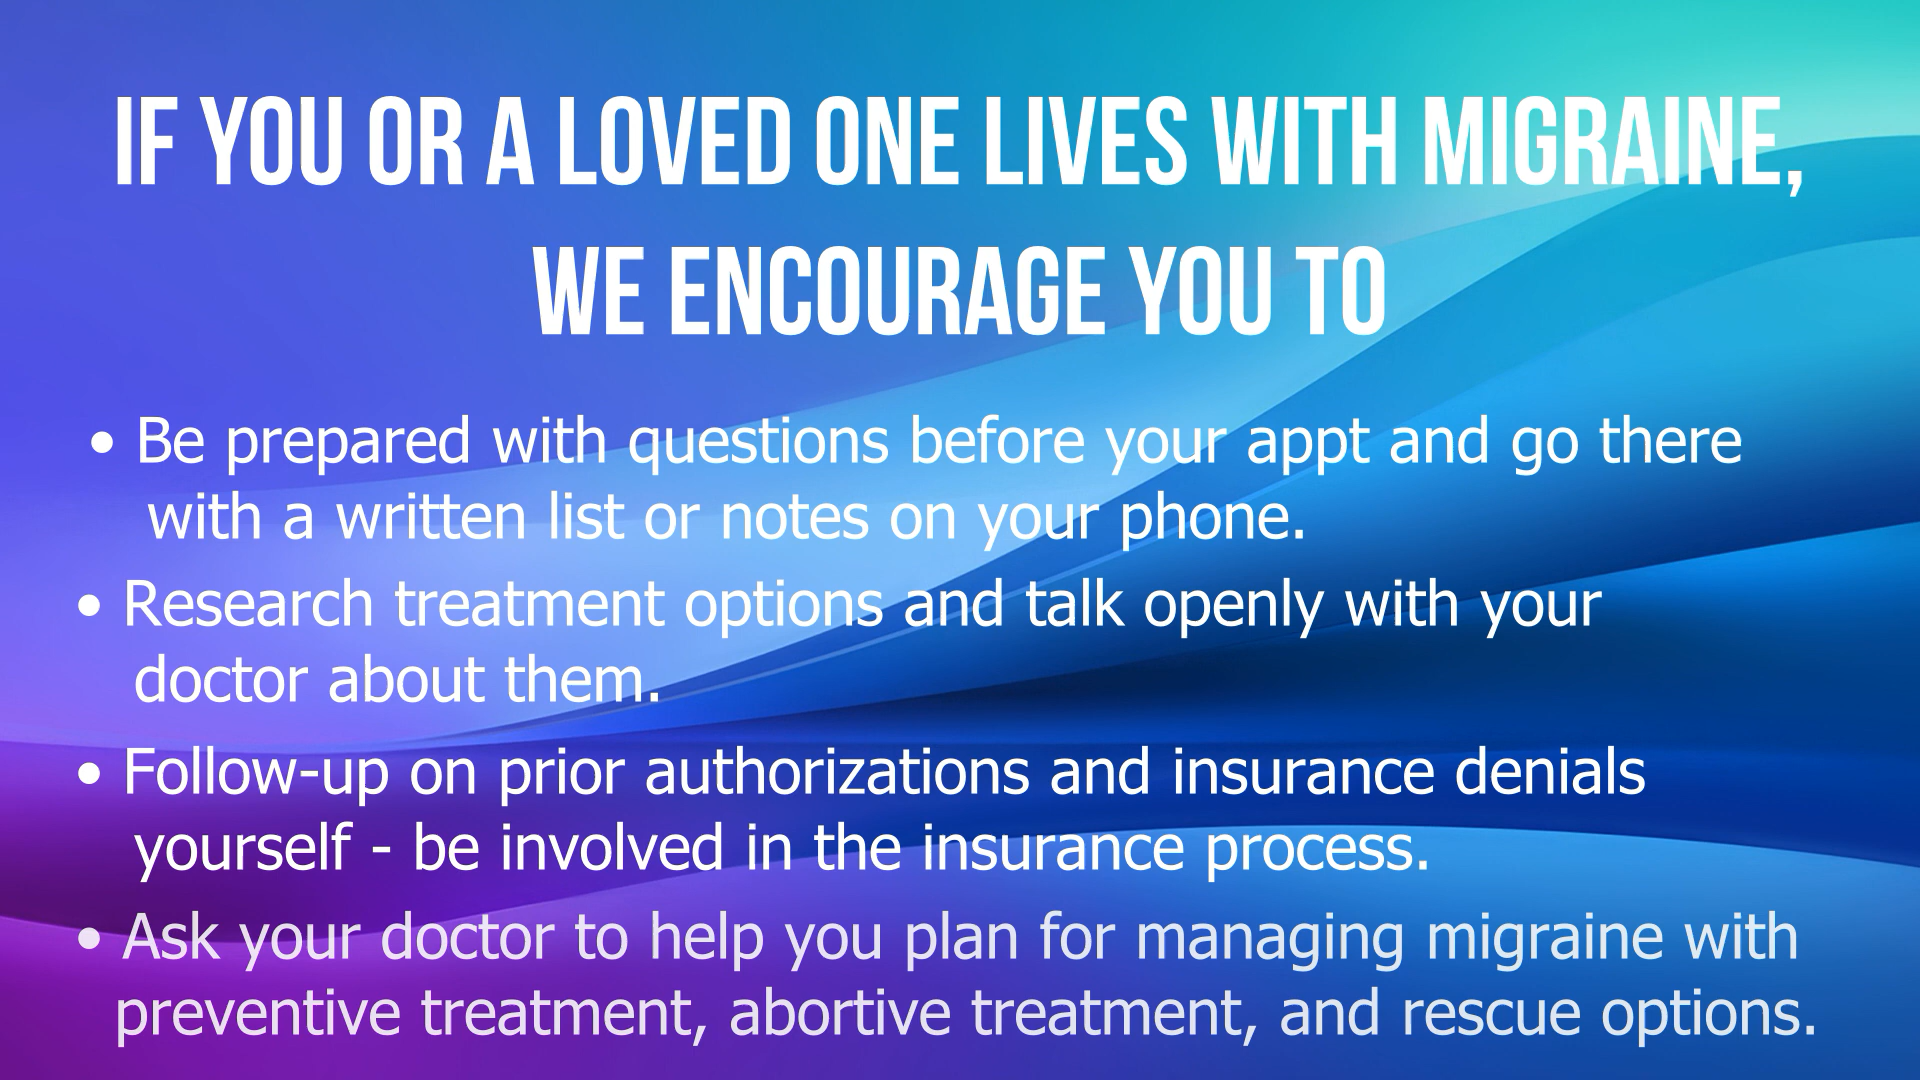 IF YOU OR A LOVED ONE LIVES WITH MIGRAINE,
WE ENCOURAGE YOU TO
• Be prepared with questions before your appt and go there
with a written list or notes on your phone.
• Research treatment options and talk openly with your
doctor about them.
• Follow-up on prior authorizations and insurance denials
yourself - be involved in the insurance process.
• Ask your doctor to help you plan for managing migraine with
preventive treatment, abortive treatment, and rescue options.